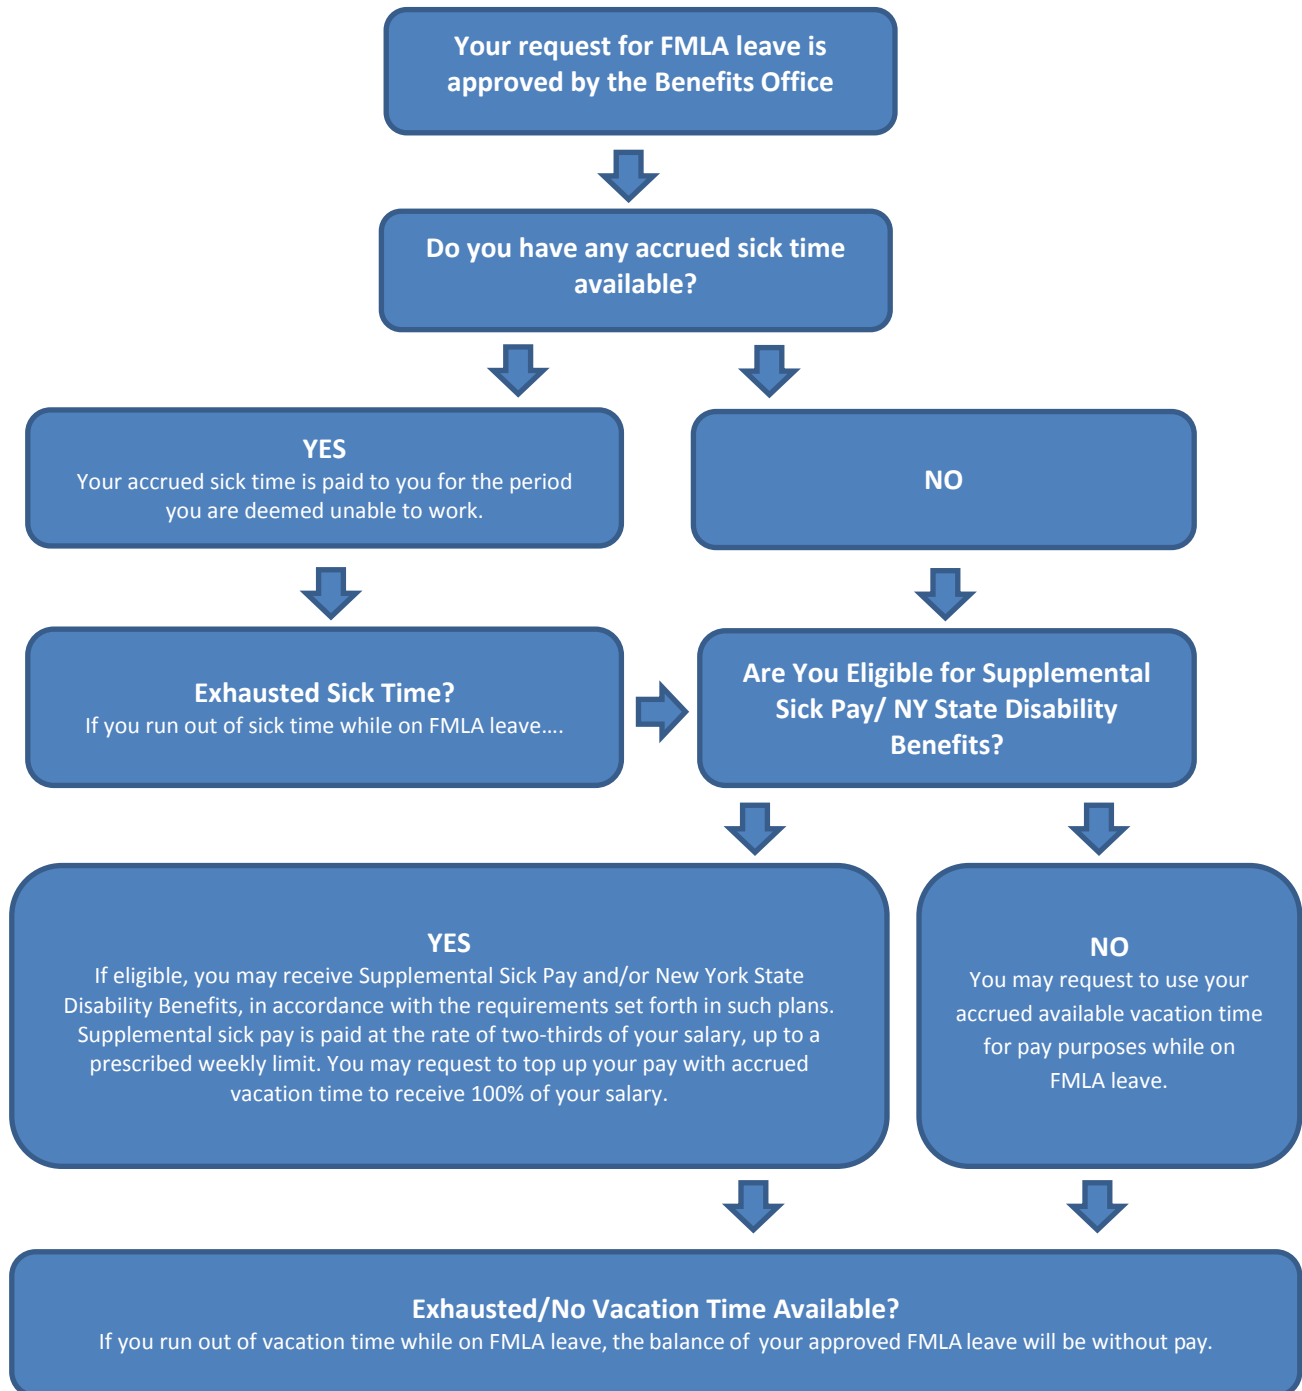 Your request for FMLA leave is
approved by the Benefits Office
Do you have any accrued sick time
available?
YES
Your accrued sick time is paid to you for the period
you are deemed unable to work.
NO
Exhausted Sick Time?
If you run out of sick time while on FMLA leave….
Are You Eligible for Supplemental
Sick Pay/ NY State Disability
Benefits?
YES
If eligible, you may receive Supplemental Sick Pay and/or New York State
Disability Benefits, in accordance with the requirements set forth in such plans.
Supplemental sick pay is paid at the rate of two-thirds of your salary, up to a
prescribed weekly limit. You may request to top up your pay with accrued
vacation time to receive 100% of your salary.
NO
You may request to use your
accrued available vacation time
for pay purposes while on
FMLA leave.
Exhausted/No Vacation Time Available?
If you run out of vacation time while on FMLA leave, the balance of your approved FMLA leave will be without pay.